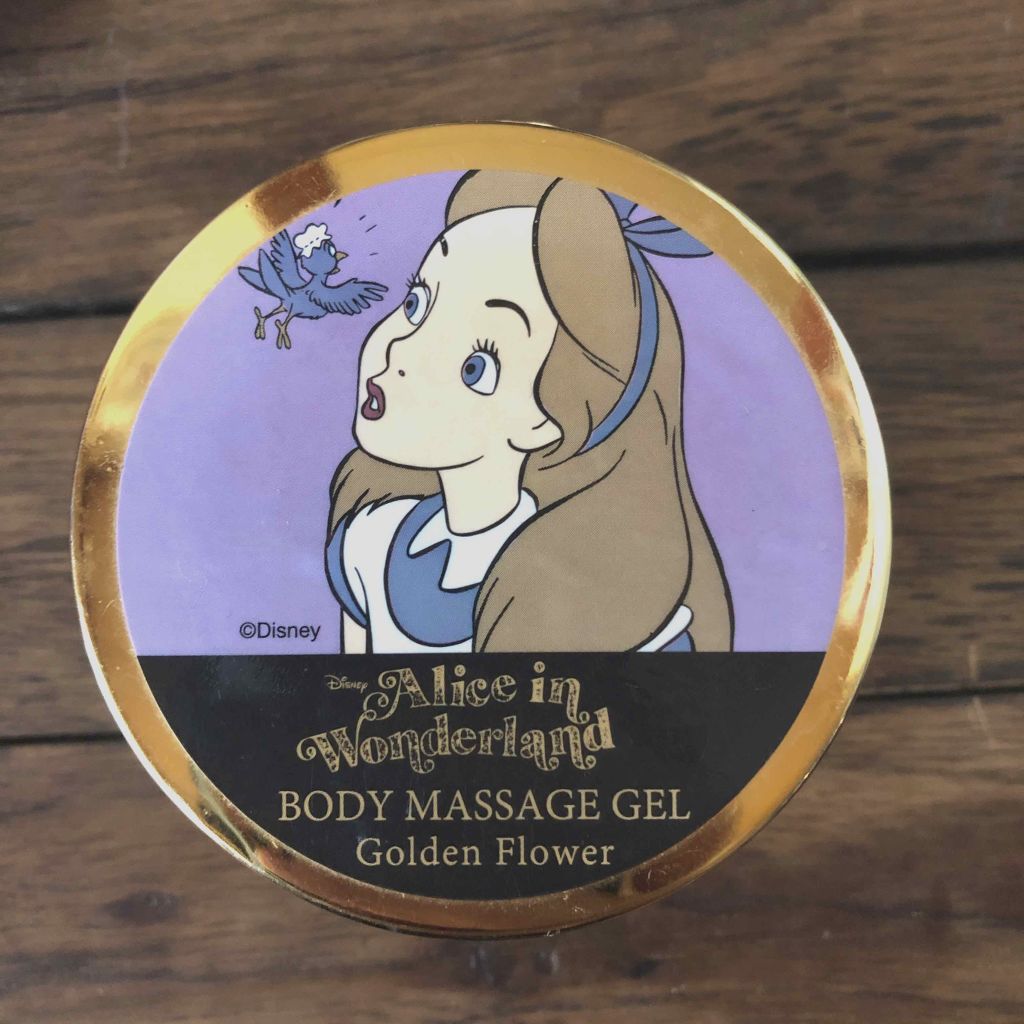 ©Disney
Disney Alice in
Wonderland
BODY MASSAGE GEL
Golden Flower